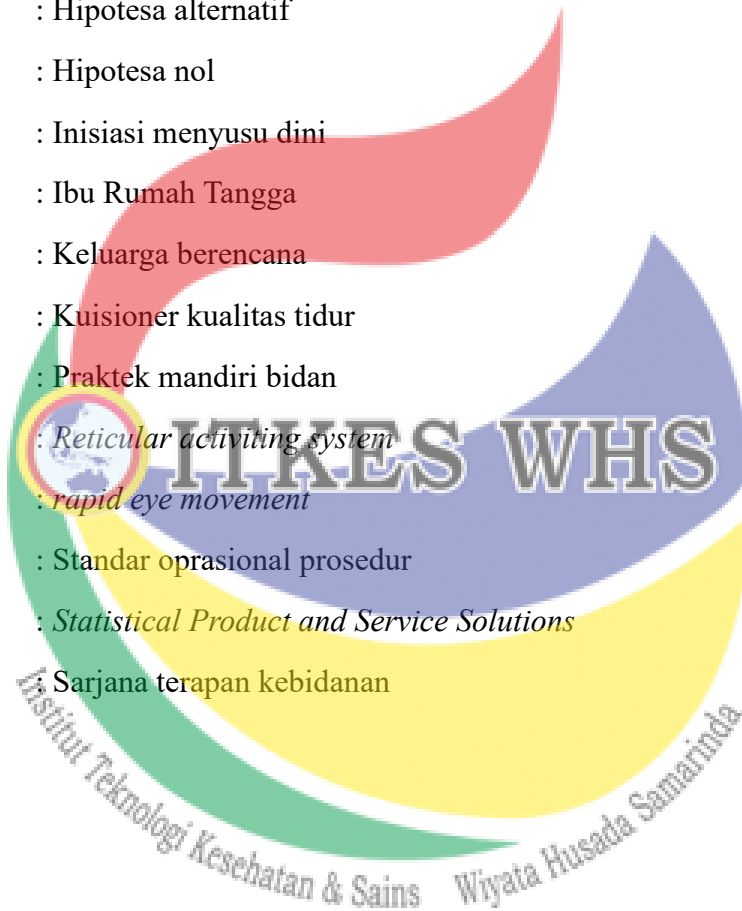 : Hipotesa alternatif
: Hipotesa nol
: Inisiasi menyusu dini
: Ibu Rumah Tangga
: Keluarga berencana
: Kuisioner kualitas tidur
: Praktek mandiri bidan
: Reticular activiting system
ITKES WHS
: rapid eye movement
: Standar oprasional prosedur
: Statistical Product and Service Solutions
: Sarjana terapan kebidanan
Institut Teknologi Kesehatan & Sains Wiyata Husada Samarinda